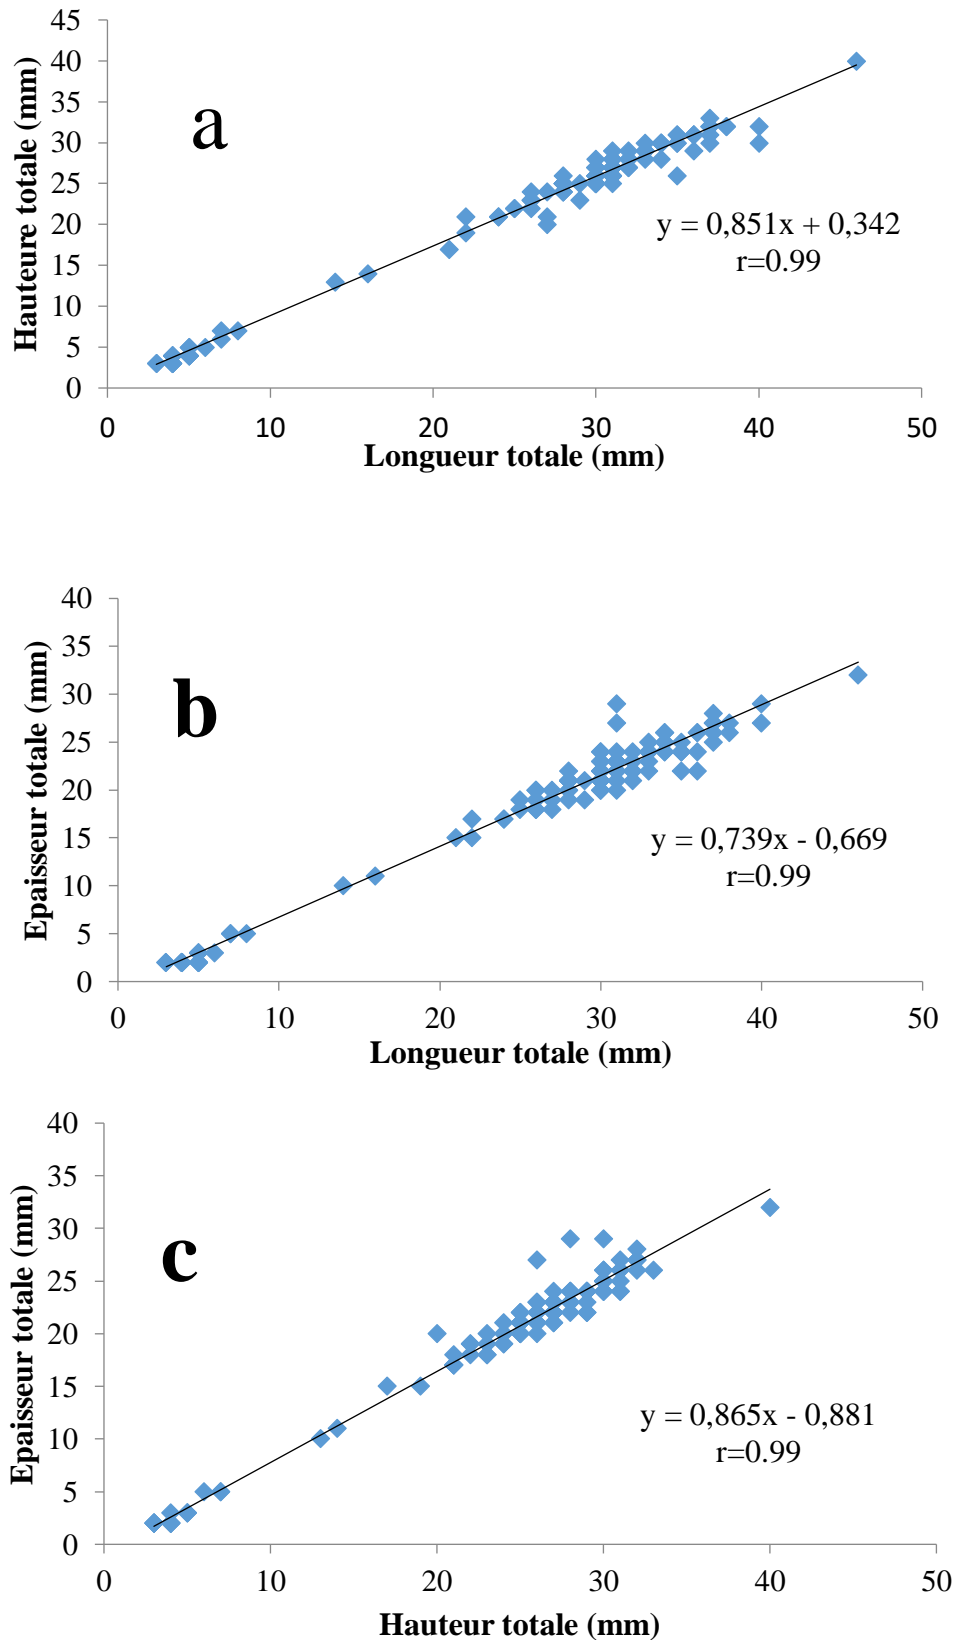 45
40
35
30
25
20
15
10
5
0
Hauteure totale (mm)
a
y = 0,851x + 0,342
r=0.99
0 10 20 30 40 50
Longueur totale (mm)
40
35
30
25
20
15
10
5
0
Epaisseur totale (mm)
b
y = 0,739x - 0,669
r=0.99
0 10 20 30 40 50
Longueur totale (mm)
40
35
30
25
20
15
10
5
0
Epaisseur totale (mm)
c
y = 0,865x - 0,881
r=0.99
0 10 20 30 40 50
Hauteur totale (mm)